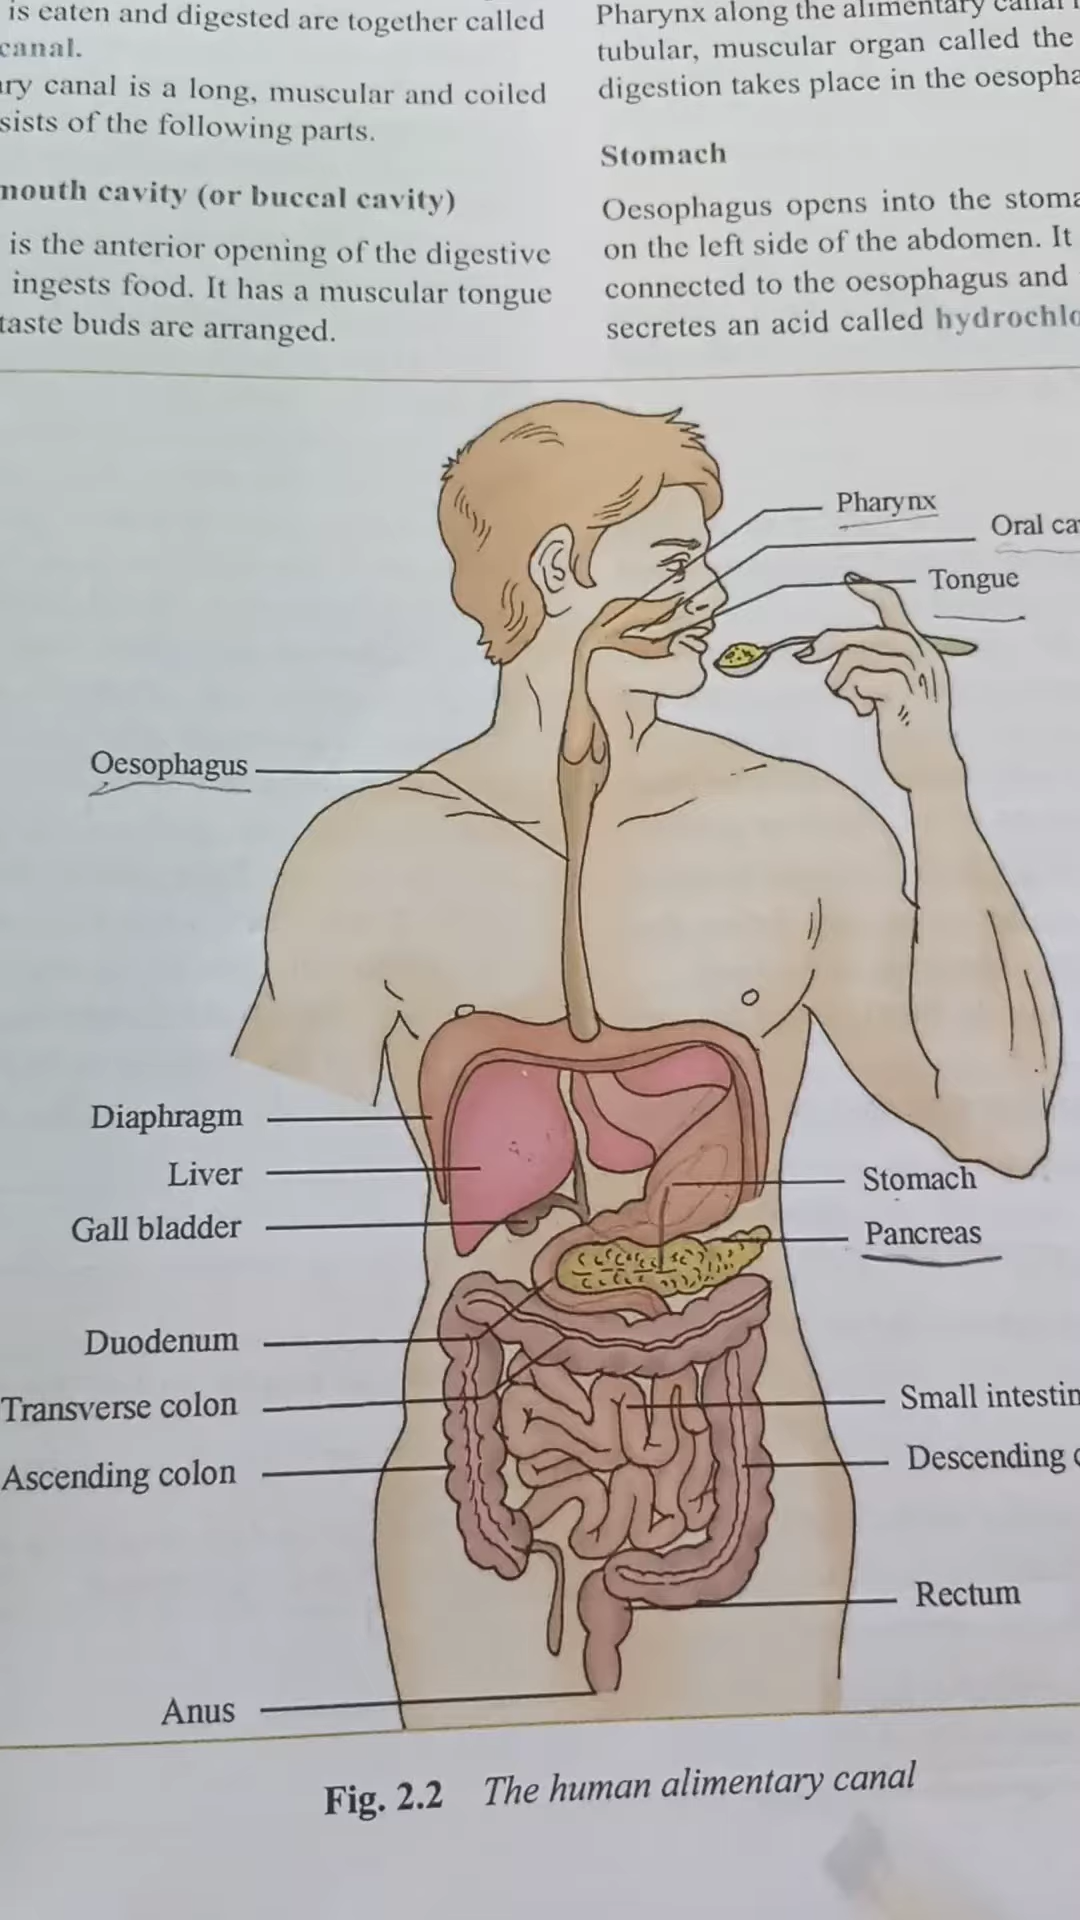 is eaten and digested are together called
canal.
ry canal is a long, muscular and coiled
sists of the following parts.
mouth cavity (or buccal cavity)
is the anterior opening of the digestive
ingests food. It has a muscular tongue
taste buds are arranged.
Pharynx along the alimentary canal
tubular, muscular organ called the
digestion takes place in the oesopha
Stomach
Oesophagus opens into the stoma
on the left side of the abdomen. It
connected to the oesophagus and
secretes an acid called hydrochlo
Pharynx
Oral ca
Tongue
Oesophagus
Diaphragm
Liver
Gall bladder
Stomach
Pancreas
Duodenum
Transverse colon
Ascending colon
Small intestin
Descending
Rectum
Anus
Fig. 2.2 The human alimentary canal